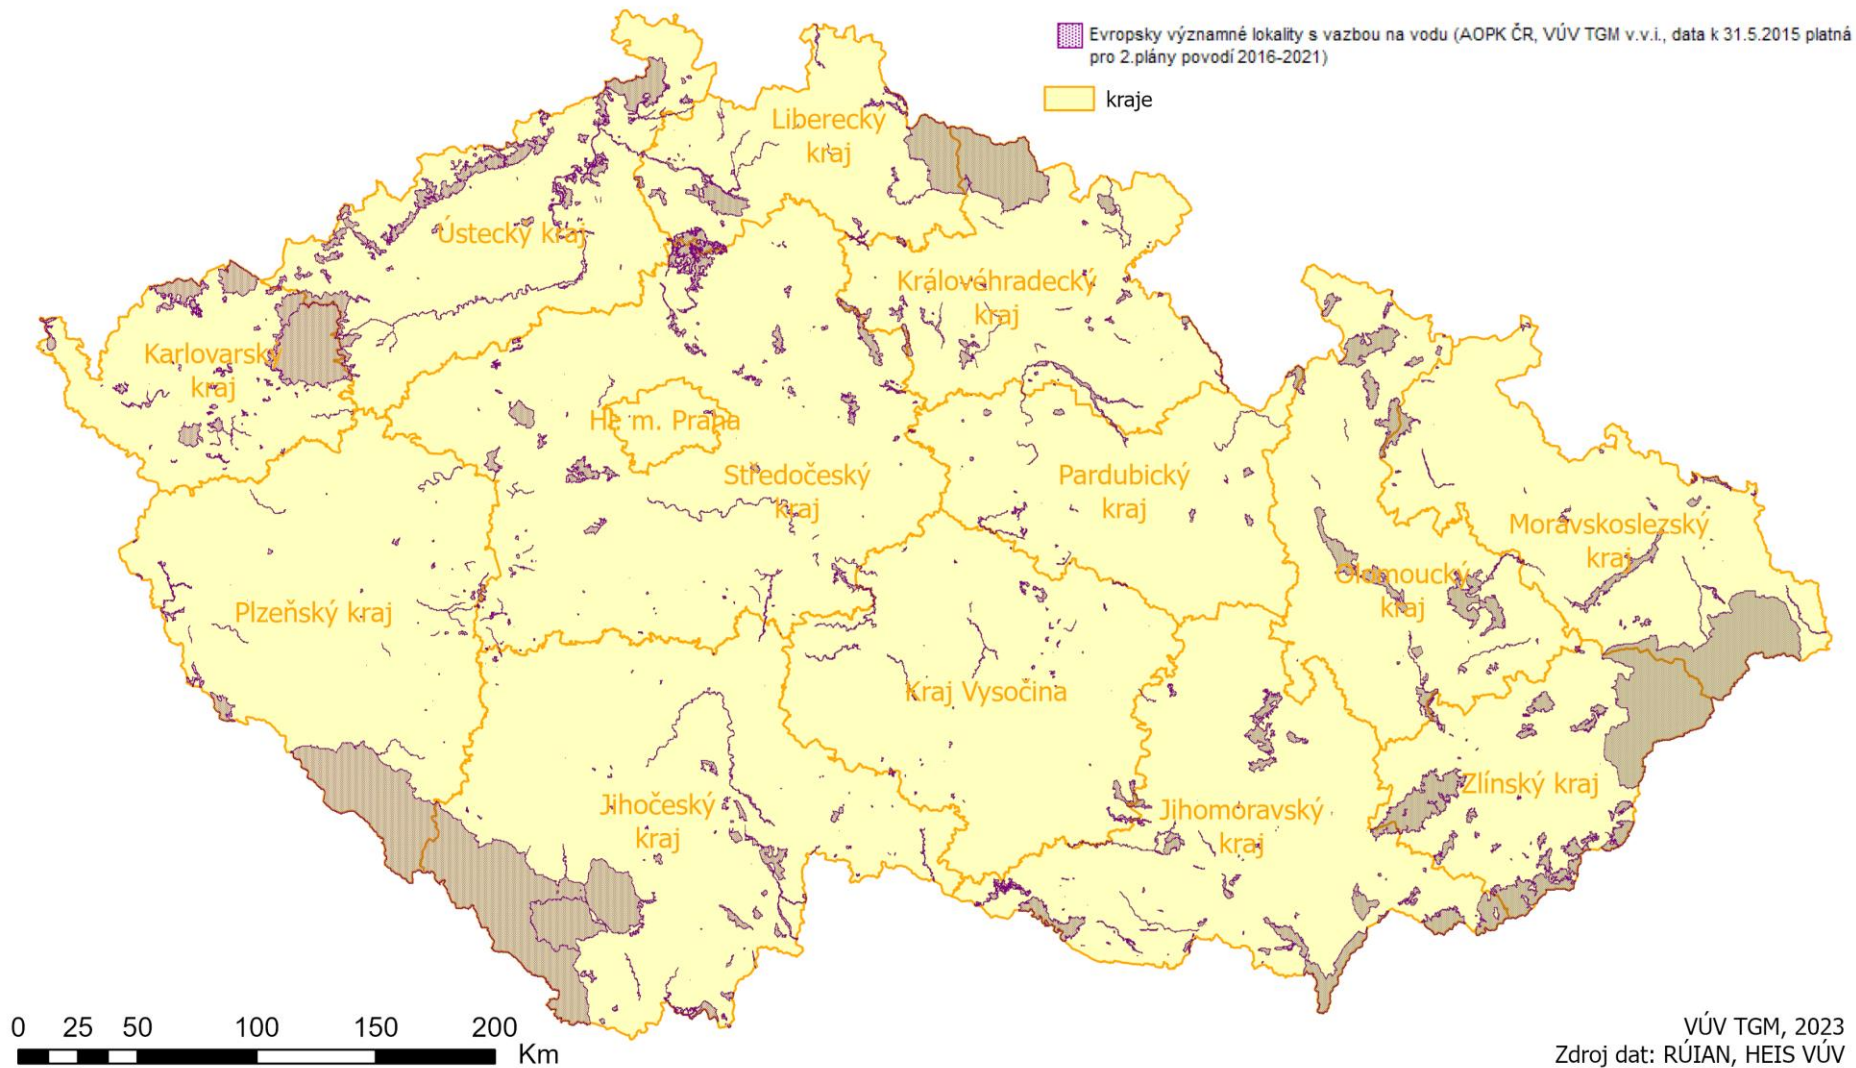 Evropsky významné lokality s vazbou na vodu (AOPK ČR, VÚV TGM v.v.i., data k 31.5.2015 platná
pro 2.plány povodí 2016-2021)
kraje
Liberecký
kraj
Ústecký kraj
Královéhradecký
kraj
Karlovarský
kraj
Hl. m. Praha
Středočeský
kraj
Pardubický
kraj
Moravskoslezský
kraj
Olomoucký
kraj
Plzeňský kraj
Kraj Vysočina
Zlínský kraj
Jihočeský
kraj
Jihomoravský
kraj
0 25 50 100 150 200
Km
VÚV TGM, 2023
Zdroj dat: RÚIAN, HEIS VÚV